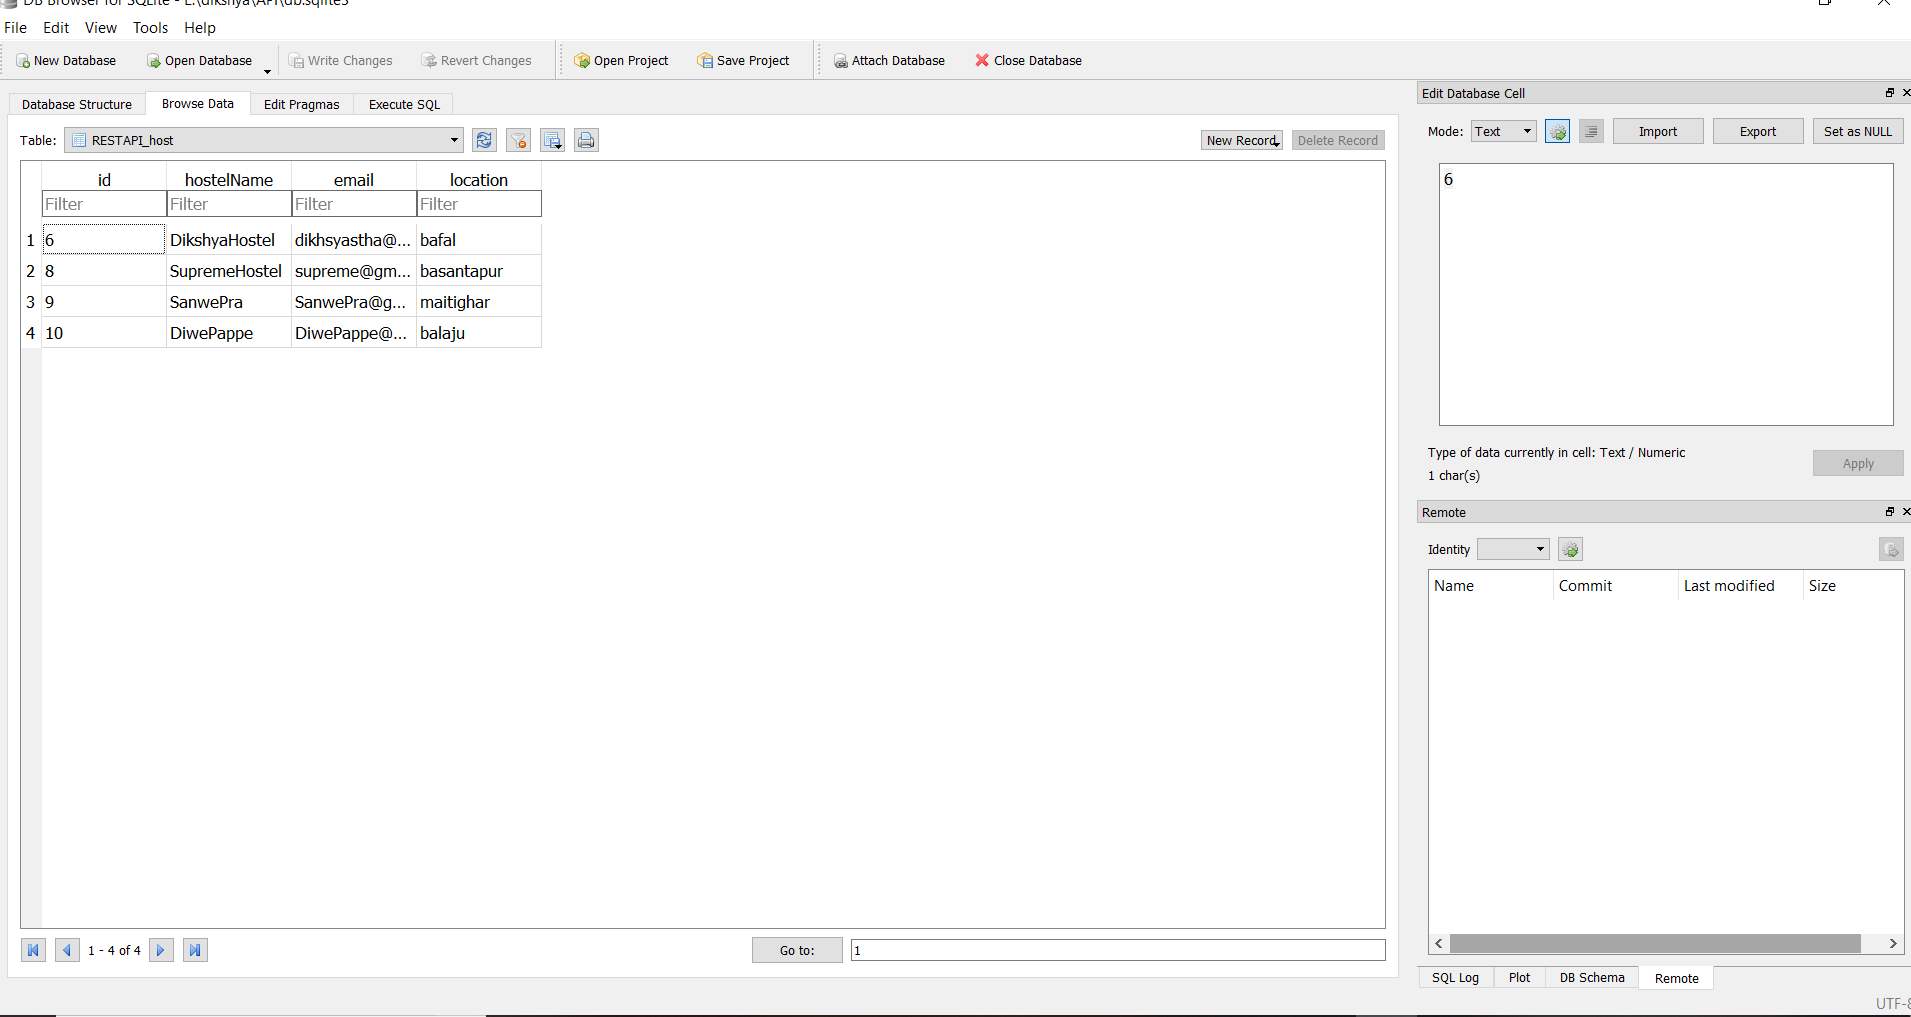 DB Browser for SQLite - E:\dikshya\API\db.sqlite3
File Edit View Tools Help
New Database Open Database Write Changes Revert Changes Open Project Save Project Attach Database Close Database
Database Structure Browse Data Edit Pragmas Execute SQL
Table: RESTAPI_host New Record Delete Record
id hostelName email location
Filter Filter Filter Filter
1 6 DikshyaHostel dikhsyastha@... bafal
2 8 SupremeHostel supreme@gm... basantapur
3 9 SanwePra SanwePra@g... maitighar
4 10 DiwePappe DiwePappe@... balaju
1 - 4 of 4 Go to: 1
Edit Database Cell
Mode: Text Import Export Set as NULL
6
Type of data currently in cell: Text / Numeric
1 char(s)
Apply
Remote
Identity
Name Commit Last modified Size
SQL Log Plot DB Schema Remote
UTF-8